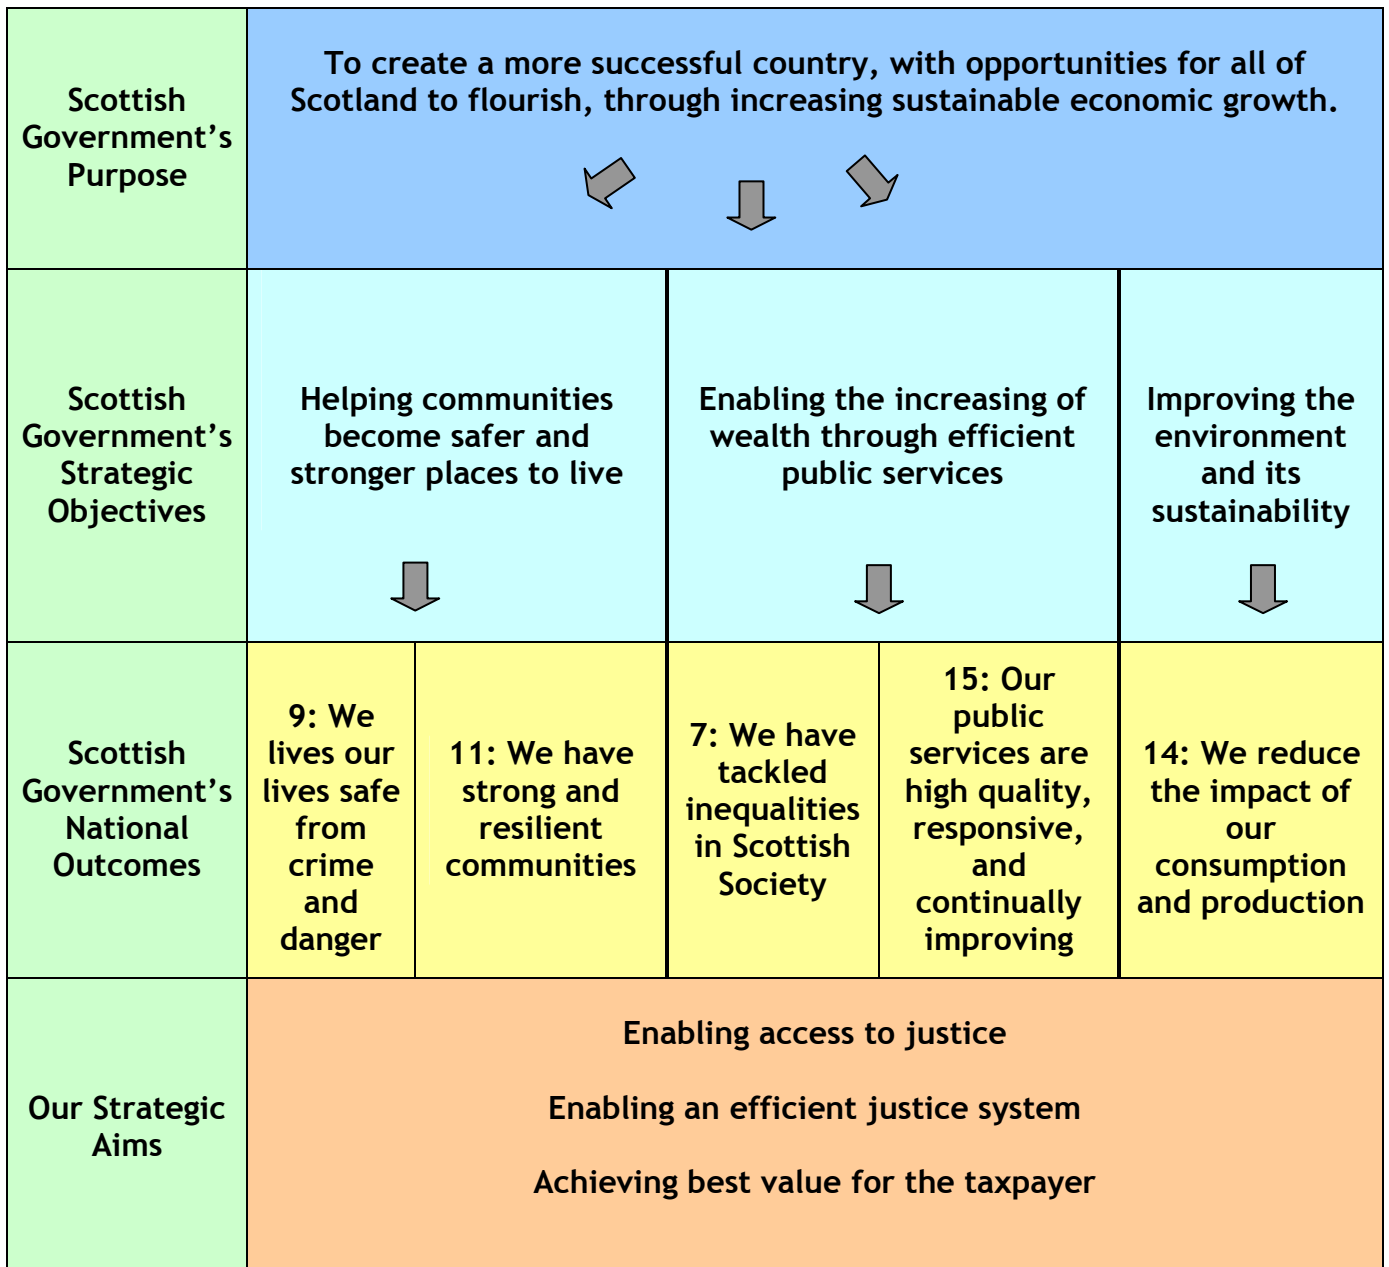 Scottish
Government’s
Purpose
To create a more successful country, with opportunities for all of
Scotland to flourish, through increasing sustainable economic growth.
Scottish
Government’s
Strategic
Objectives
Helping communities
become safer and
stronger places to live
Enabling the increasing of
wealth through efficient
public services
Improving the
environment
and its
sustainability
Scottish
Government’s
National
Outcomes
9: We
lives our
lives safe
from
crime
and
danger
11: We have
strong and
resilient
communities
7: We have
tackled
inequalities
in Scottish
Society
15: Our
public
services are
high quality,
responsive,
and
continually
improving
14: We reduce
the impact of
our
consumption
and production
Our Strategic
Aims
Enabling access to justice
Enabling an efficient justice system
Achieving best value for the taxpayer